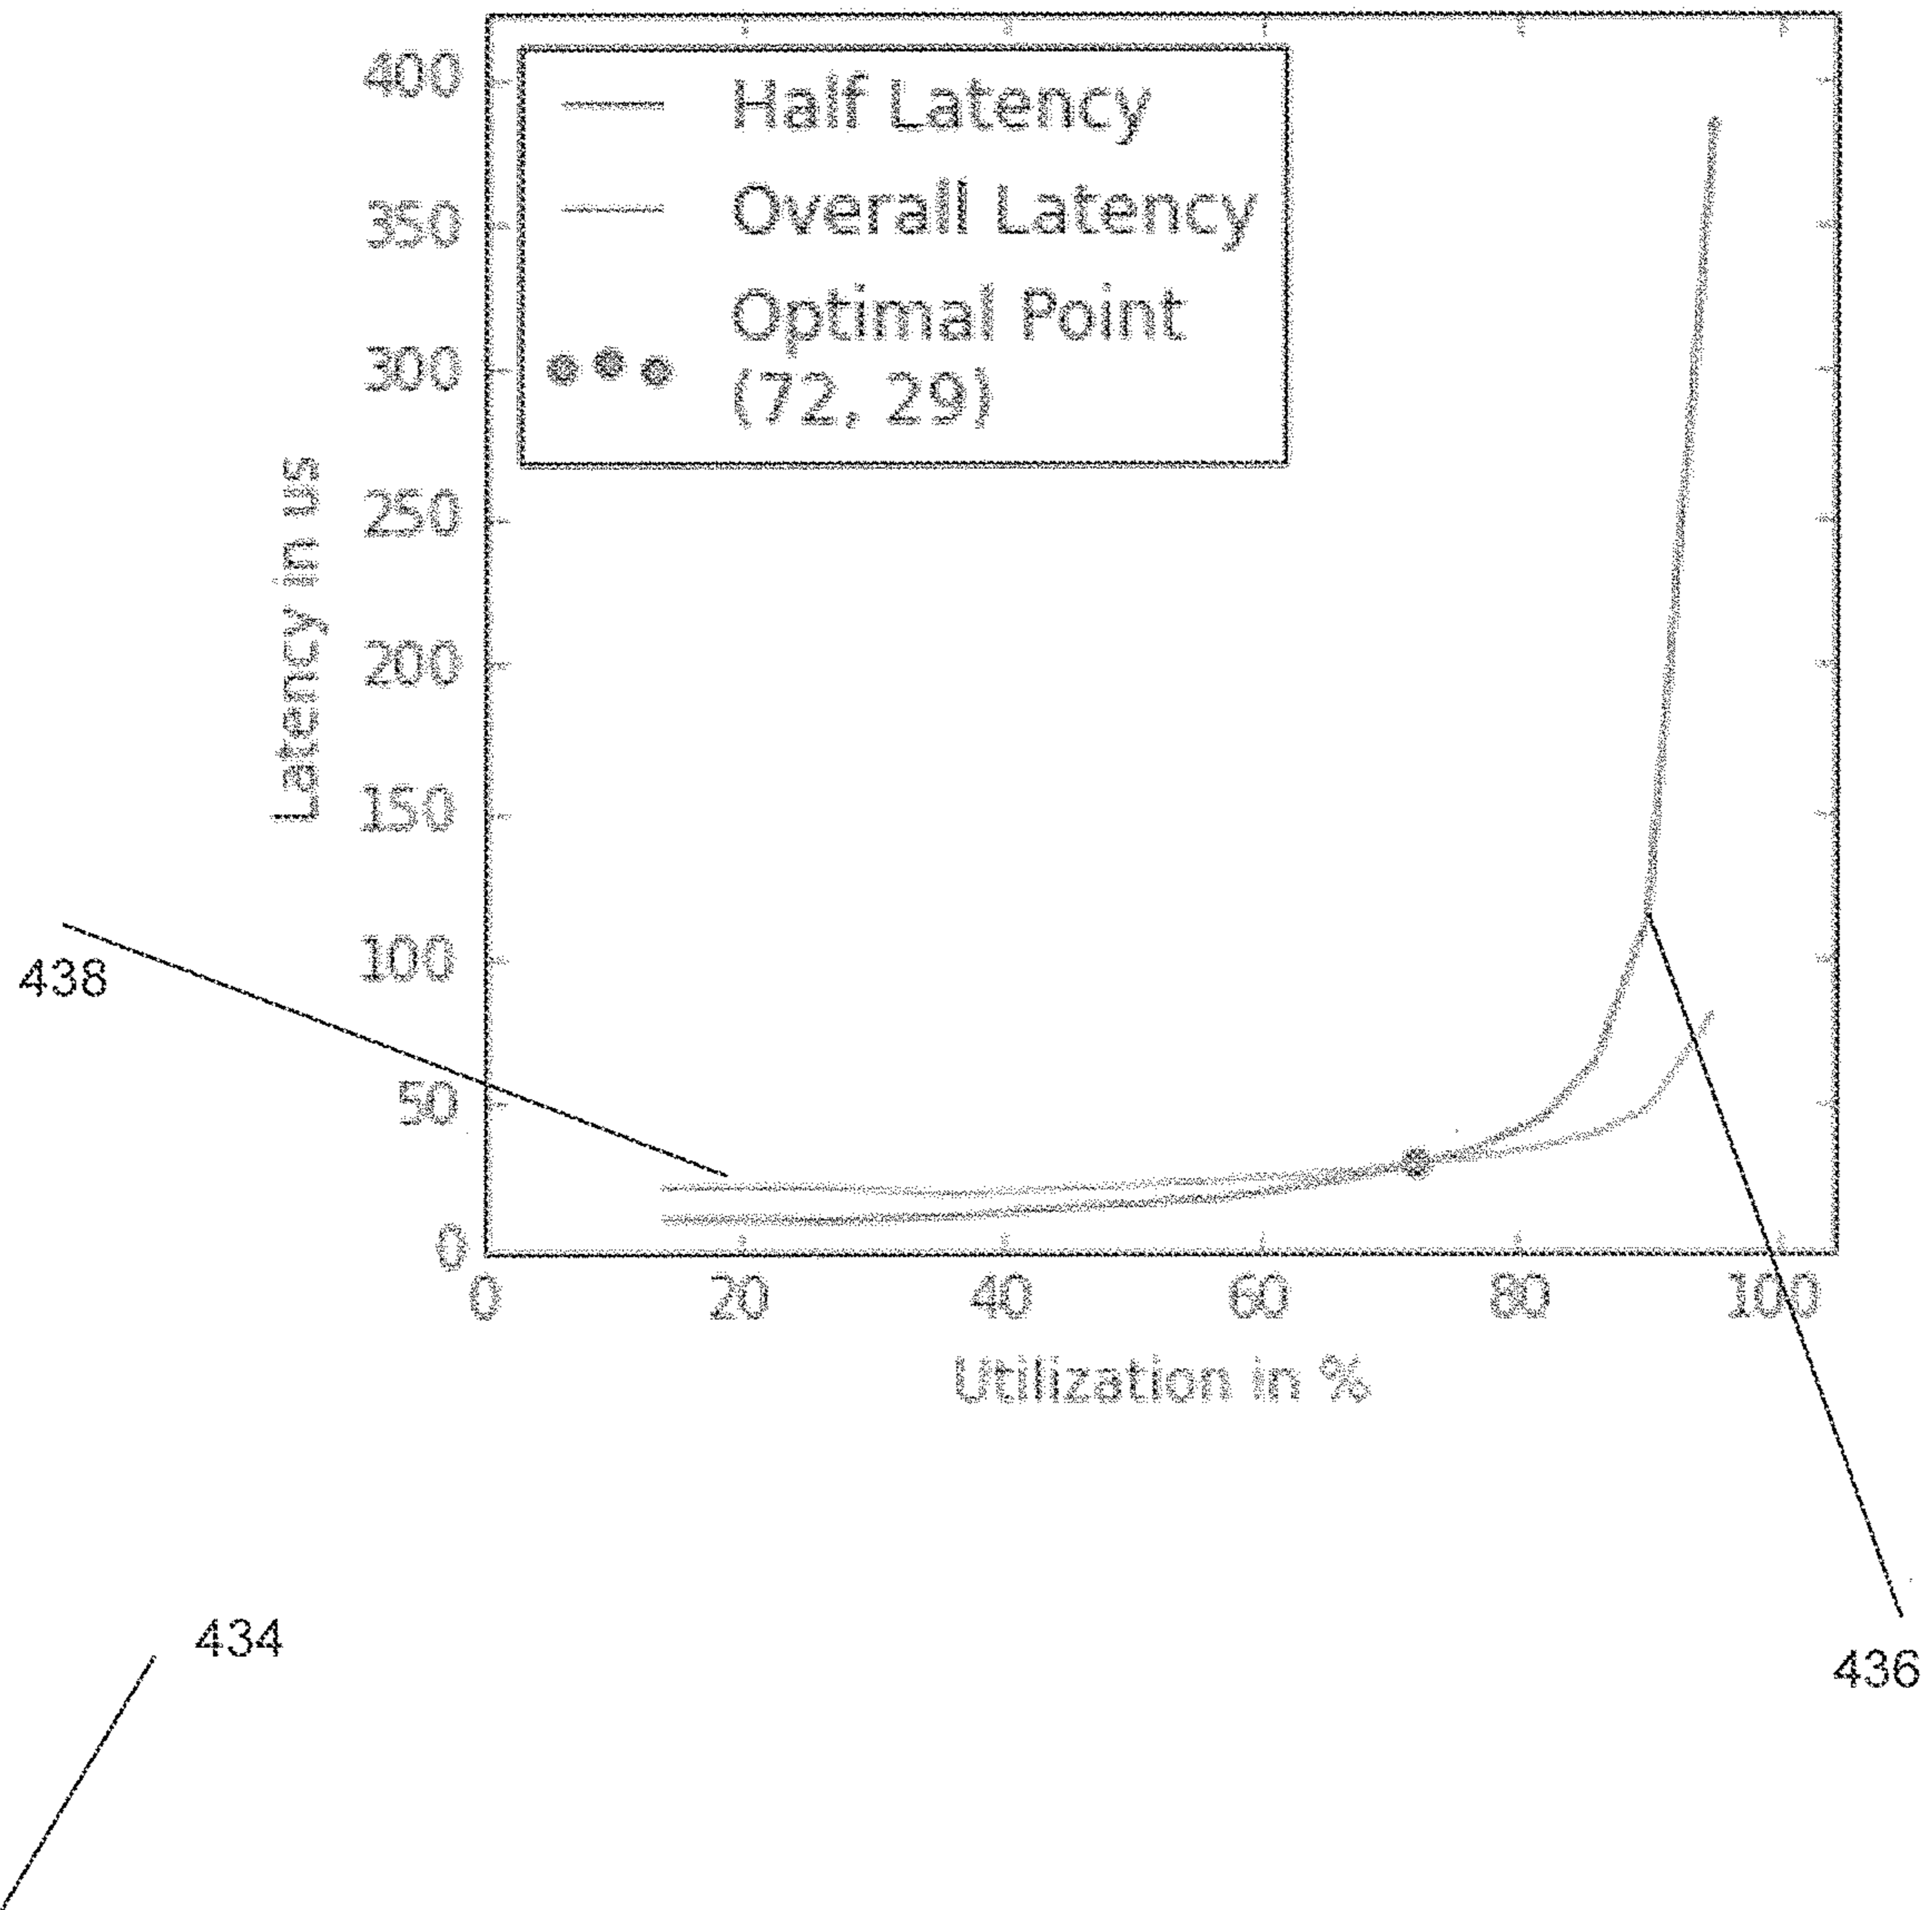 400
350
300
250
200
150
100
50
0
Latency in us
Half Latency
Overall Latency
Optimal Point
(72, 29)
0 20 40 60 80 100
Utilization in %
438
434
436